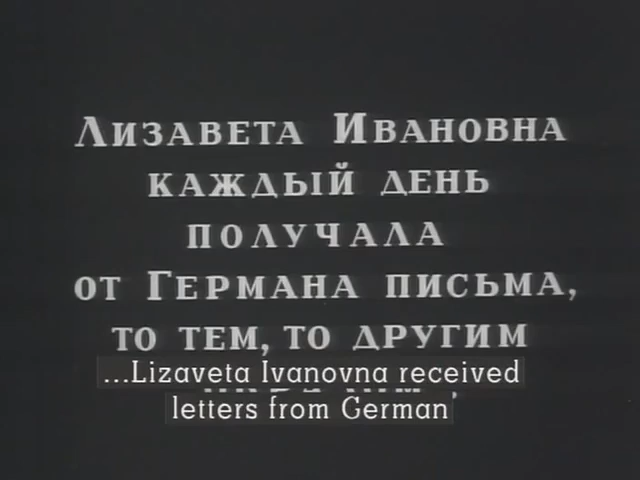 Лизавета Ивановна
каждый день
получала
от Германа письма,
то тем, то другим
...Lizaveta Ivanovna received
letters from German